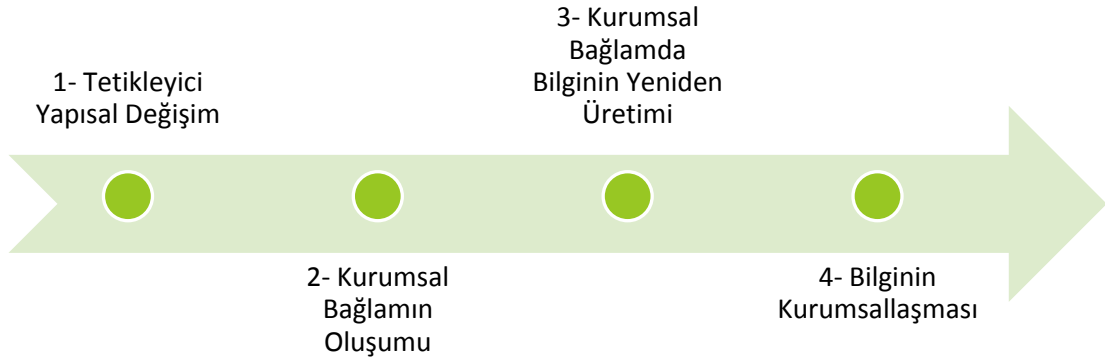 1- Tetikleyici
Yapısal Değişim
2- Kurumsal
Bağlamın
Oluşumu
3- Kurumsal
Bağlamda
Bilginin Yeniden
Üretimi
4- Bilginin
Kurumsallaşması